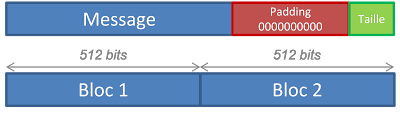 Message
Padding
0000000000
Taille
512 bits
512 bits
Bloc 1
Bloc 2